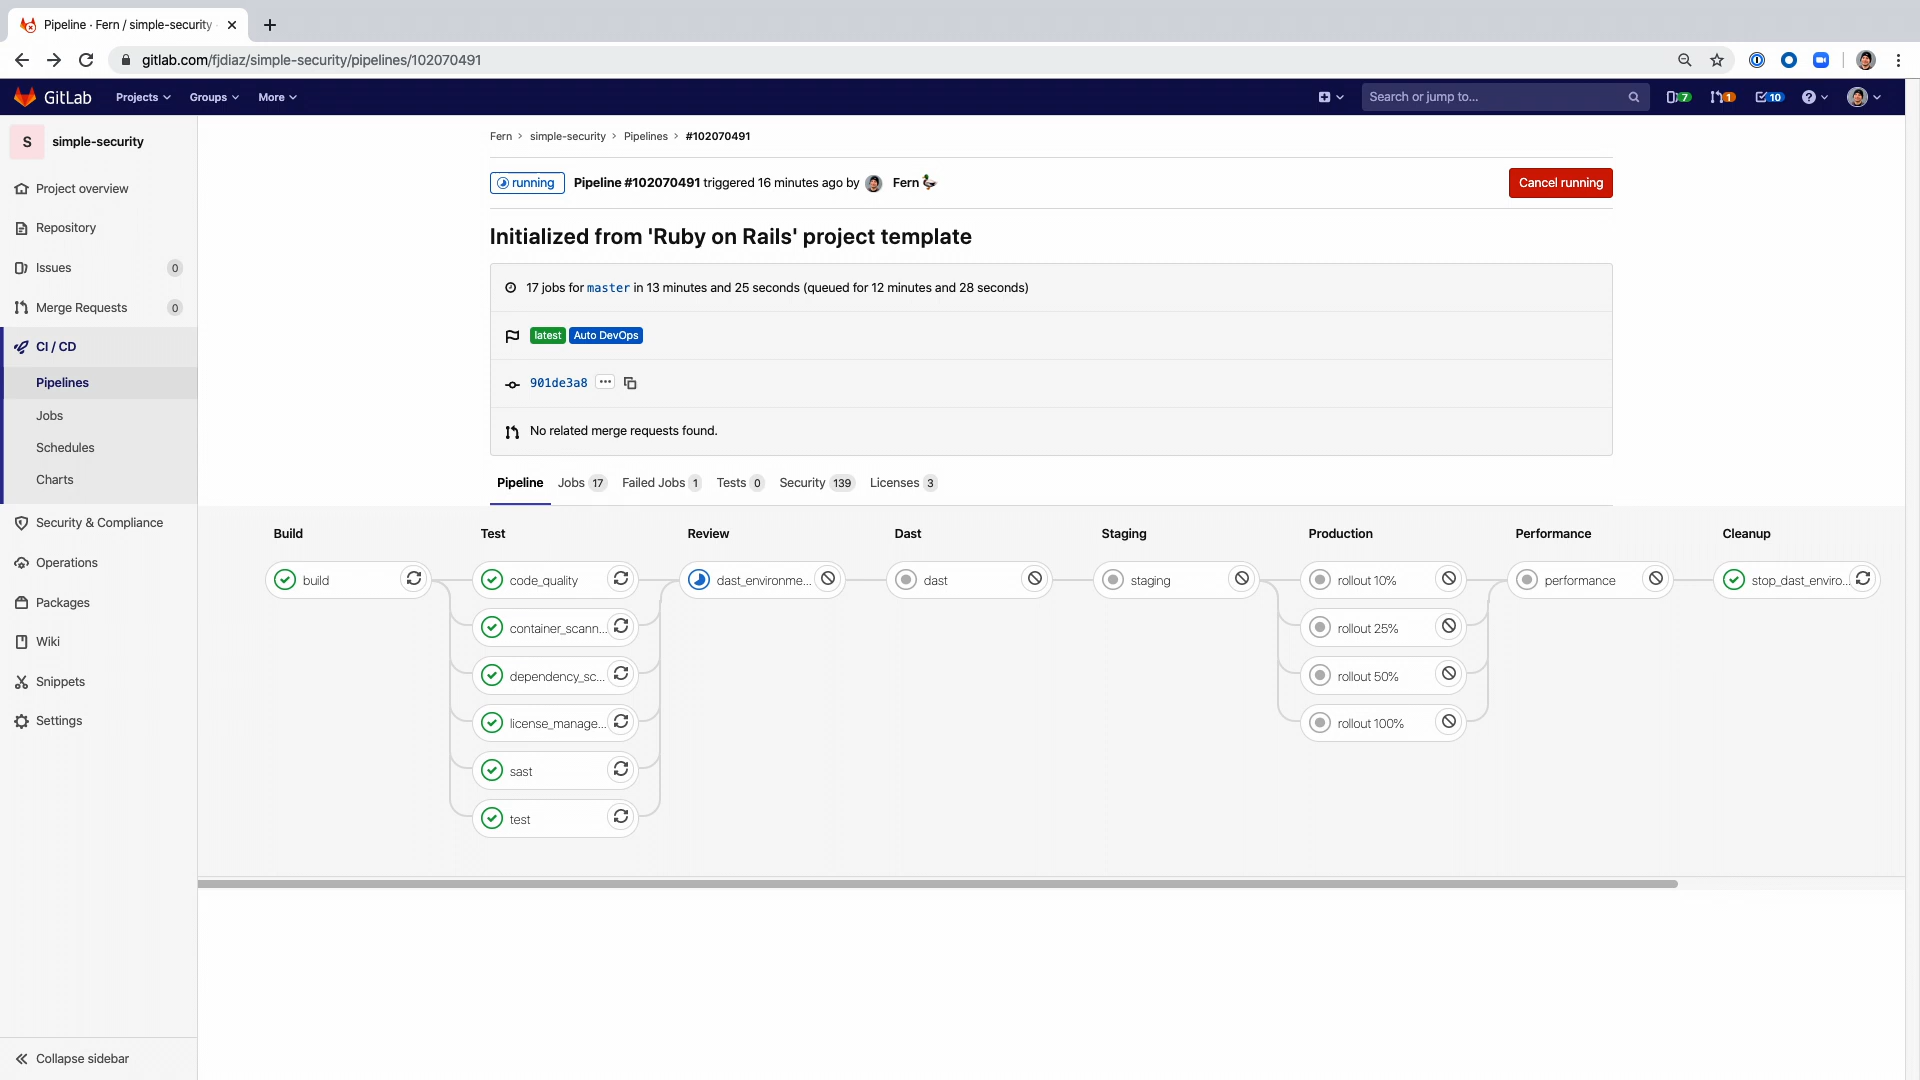 Pipeline · Fern / simple-security
gitlab.com/fjdiaz/simple-security/pipelines/102070491
GitLab Projects Groups More Search or jump to... 7 1 10
S simple-security
Project overview
Repository
Issues 0
Merge Requests 0
CI / CD
Pipelines
Jobs
Schedules
Charts
Security & Compliance
Operations
Packages
Wiki
Snippets
Settings
Collapse sidebar
Fern > simple-security > Pipelines > #102070491
running Pipeline #102070491 triggered 16 minutes ago by Fern 🦆 Cancel running
Initialized from 'Ruby on Rails' project template
17 jobs for master in 13 minutes and 25 seconds (queued for 12 minutes and 28 seconds)
latest Auto DevOps
901de3a8 ...
No related merge requests found.
Pipeline Jobs 17 Failed Jobs 1 Tests 0 Security 139 Licenses 3
Build Test Review Dast Staging Production Performance Cleanup
build code_quality dast_environme... dast staging rollout 10% performance stop_dast_enviro...
container_scann... rollout 25%
dependency_sc... rollout 50%
license_manage... rollout 100%
sast
test